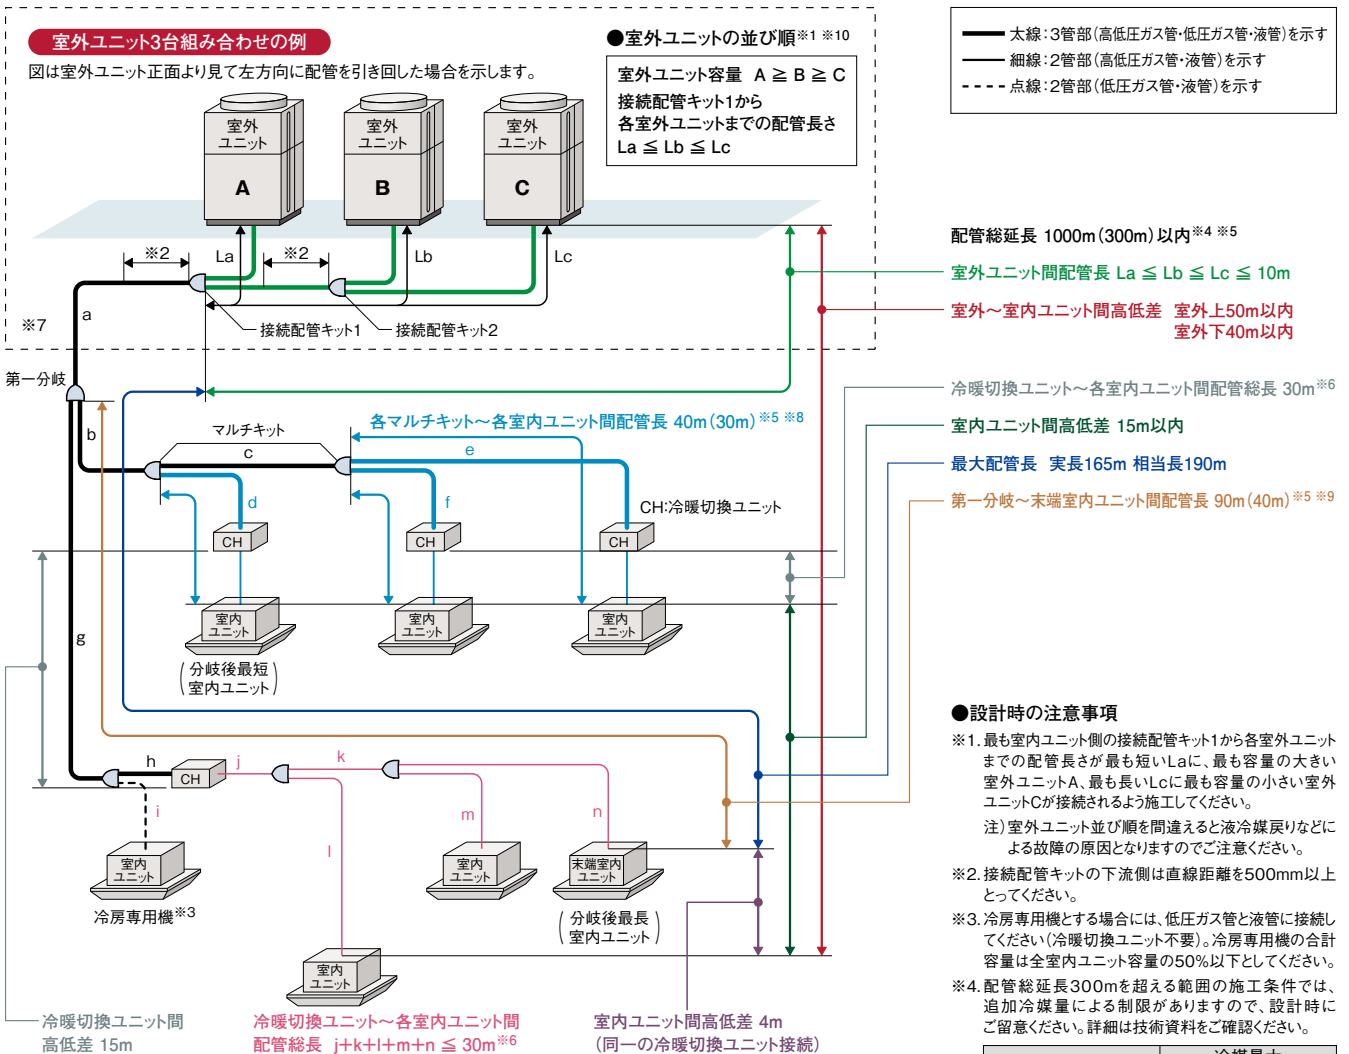 室外ユニット3台組み合わせの例
図は室外ユニット正面より見て左方向に配管を引き回した場合を示します。
●室外ユニットの並び順※1 ※10
室外ユニット容量 A ≧ B ≧ C
接続配管キット1から
各室外ユニットまでの配管長さ
La ≦ Lb ≦ Lc
太線:3管部(高低圧ガス管・低圧ガス管・液管)を示す
細線:2管部(高低圧ガス管・液管)を示す
点線:2管部(低圧ガス管・液管)を示す
室外
ユニット
A
室外
ユニット
B
室外
ユニット
C
※2
La
※2
Lb
Lc
a
※7
接続配管キット1
接続配管キット2
第一分岐
配管総延長 1000m(300m)以内※4 ※5
室外ユニット間配管長 La ≦ Lb ≦ Lc ≦ 10m
室外~室内ユニット間高低差 室外上50m以内
室外下40m以内
冷暖切換ユニット~各室内ユニット間配管総長 30m※6
室内ユニット間高低差 15m以内
最大配管長 実長165m 相当長190m
第一分岐~末端室内ユニット間配管長 90m(40m)※5 ※9
b
マルチキット
c
各マルチキット~各室内ユニット間配管長 40m(30m)※5 ※8
e
d
f
CH:冷暖切換ユニット
CH
CH
CH
室内
ユニット
室内
ユニット
室内
ユニット
(分岐後最短
室内ユニット)
g
h
CH
j
k
i
l
m
n
室内
ユニット
冷房専用機※3
室内
ユニット
末端室内
ユニット
(分岐後最長
室内ユニット)
室内
ユニット
冷暖切換ユニット間
高低差 15m
冷暖切換ユニット~各室内ユニット間
配管総長 j+k+l+m+n ≦ 30m※6
室内ユニット間高低差 4m
(同一の冷暖切換ユニット接続)
●設計時の注意事項
※1.最も室内ユニット側の接続配管キット1から各室外ユニット
までの配管長さが最も短いLaに、最も容量の大きい
室外ユニットA、最も長いLcに最も容量の小さい室外
ユニットCが接続されるよう施工してください。
注)室外ユニット並び順を間違えると液冷媒戻りなどに
よる故障の原因となりますのでご注意ください。
※2.接続配管キットの下流側は直線距離を500mm以上
とってください。
※3.冷房専用機とする場合には、低圧ガス管と液管に接続し
てください(冷暖切換ユニット不要)。冷房専用機の合計
容量は全室内ユニット容量の50%以下としてください。
※4.配管総延長300mを超える範囲の施工条件では、
追加冷媒量による制限がありますので、設計時に
ご留意ください。詳細は技術資料をご確認ください。